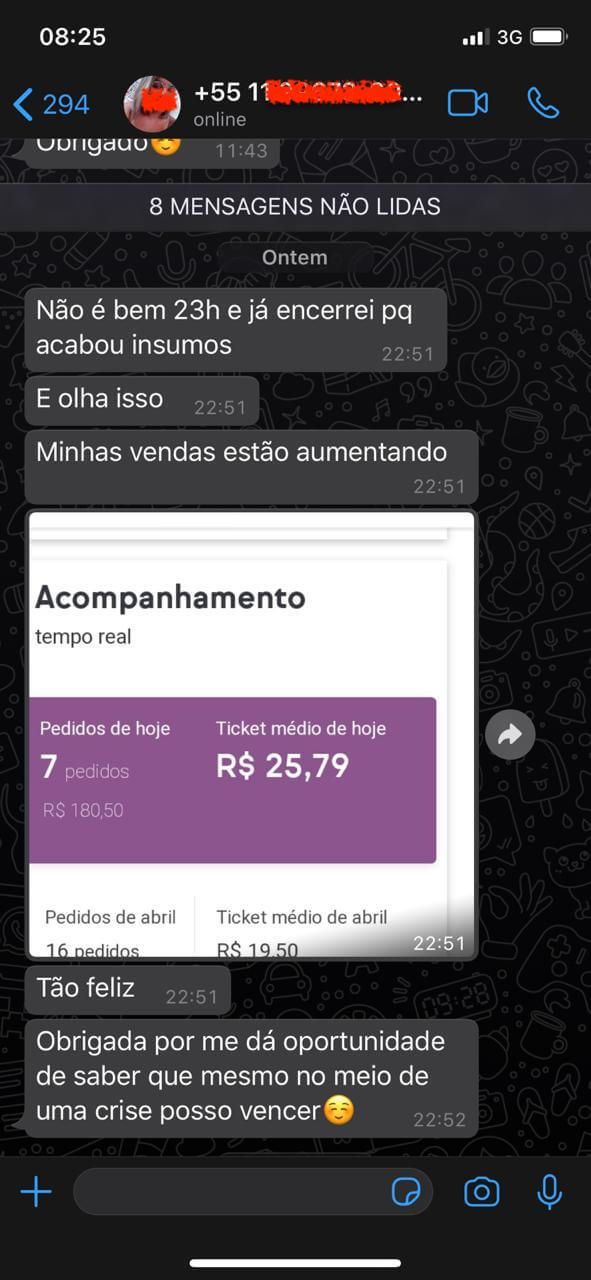 08:25
3G
294
+55 11
...
online
Obrigado☺️ 11:43
8 MENSAGENS NÃO LIDAS
Ontem
Não é bem 23h e já encerrei pq
acabou insumos
22:51
E olha isso 22:51
Minhas vendas estão aumentando
22:51
Acompanhamento
tempo real
Pedidos de hoje Ticket médio de hoje
7 pedidos R$ 25,79
R$ 180,50
Pedidos de abril Ticket médio de abril
16 pedidos R$ 19,50
22:51
Tão feliz 22:51
Obrigada por me dá oportunidade
de saber que mesmo no meio de
uma crise posso vencer☺️
22:52